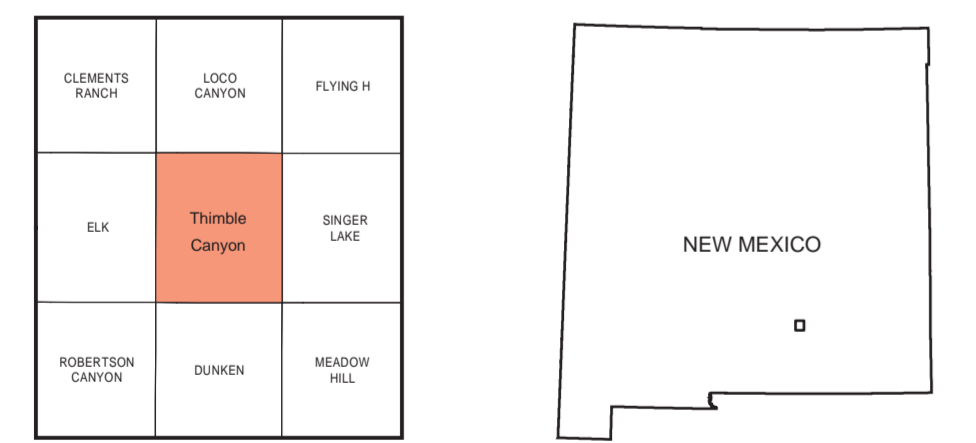 CLEMENTS
RANCH
LOCO
CANYON
FLYING H
ELK
Thimble
Canyon
SINGER
LAKE
ROBERTSON
CANYON
DUNKEN
MEADOW
HILL
NEW MEXICO